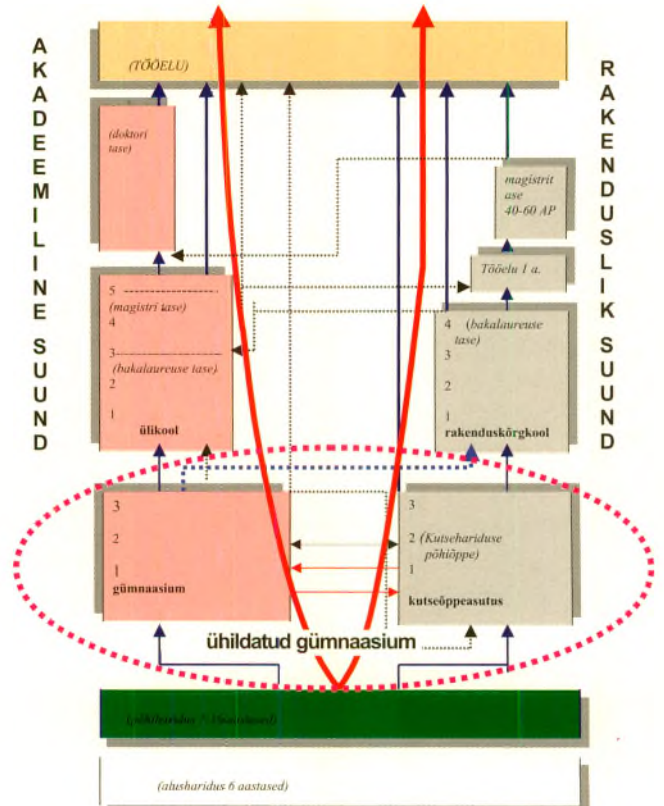 AKADEEMILINE SUUND
(TÖÖELU)
RAKENDUSLIK SUUND
(doktori
tase)
magistrit
ase
40-60 AP
Tööelu 1 a.
5
(magistri tase)
4
3
(bakalaureuse tase)
2
1
ülikool
4 (bakalaureuse
tase)
3
2
1
rakenduskõrgkool
3
2
1
gümnaasium
3
2 (Kutsehariduse
põhiõppe)
1
kutseõppeasutus
ühildatud gümnaasium
(põhiharidus
(alusharidus 6 aastased)